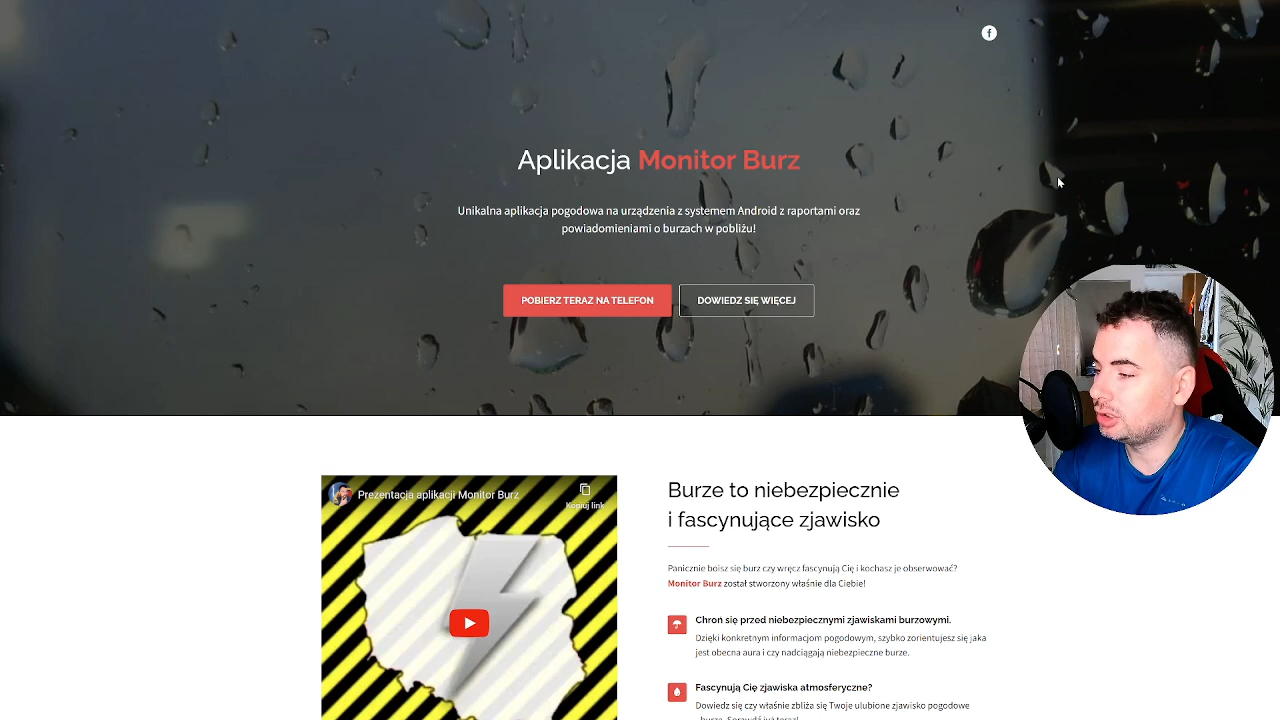 Aplikacja Monitor Burz
Unikalna aplikacja pogodowa na urządzenia z systemem Android z raportami oraz
powiadomieniami o burzach w pobliżu!
POBIERZ TERAZ NA TELEFON
DOWIEDZ SIĘ WIĘCEJ
Prezentacja aplikacji Monitor Burz
Kopiuj link
Burze to niebezpiecznie
i fascynujące zjawisko
Panicznie boisz się burz czy wręcz fascynują Cię i kochasz je obserwować?
Monitor Burz został stworzony właśnie dla Ciebie!
Chroń się przed niebezpiecznymi zjawiskami burzowymi.
Dzięki konkretnym informacjom pogodowym, szybko zorientujesz się jaka
jest obecna aura i czy nadciągają niebezpieczne burze.
Fascynują Cię zjawiska atmosferyczne?
Dowiedz się czy właśnie zbliża się Twoje ulubione zjawisko pogodowe
- burze. Sprawdź już teraz!